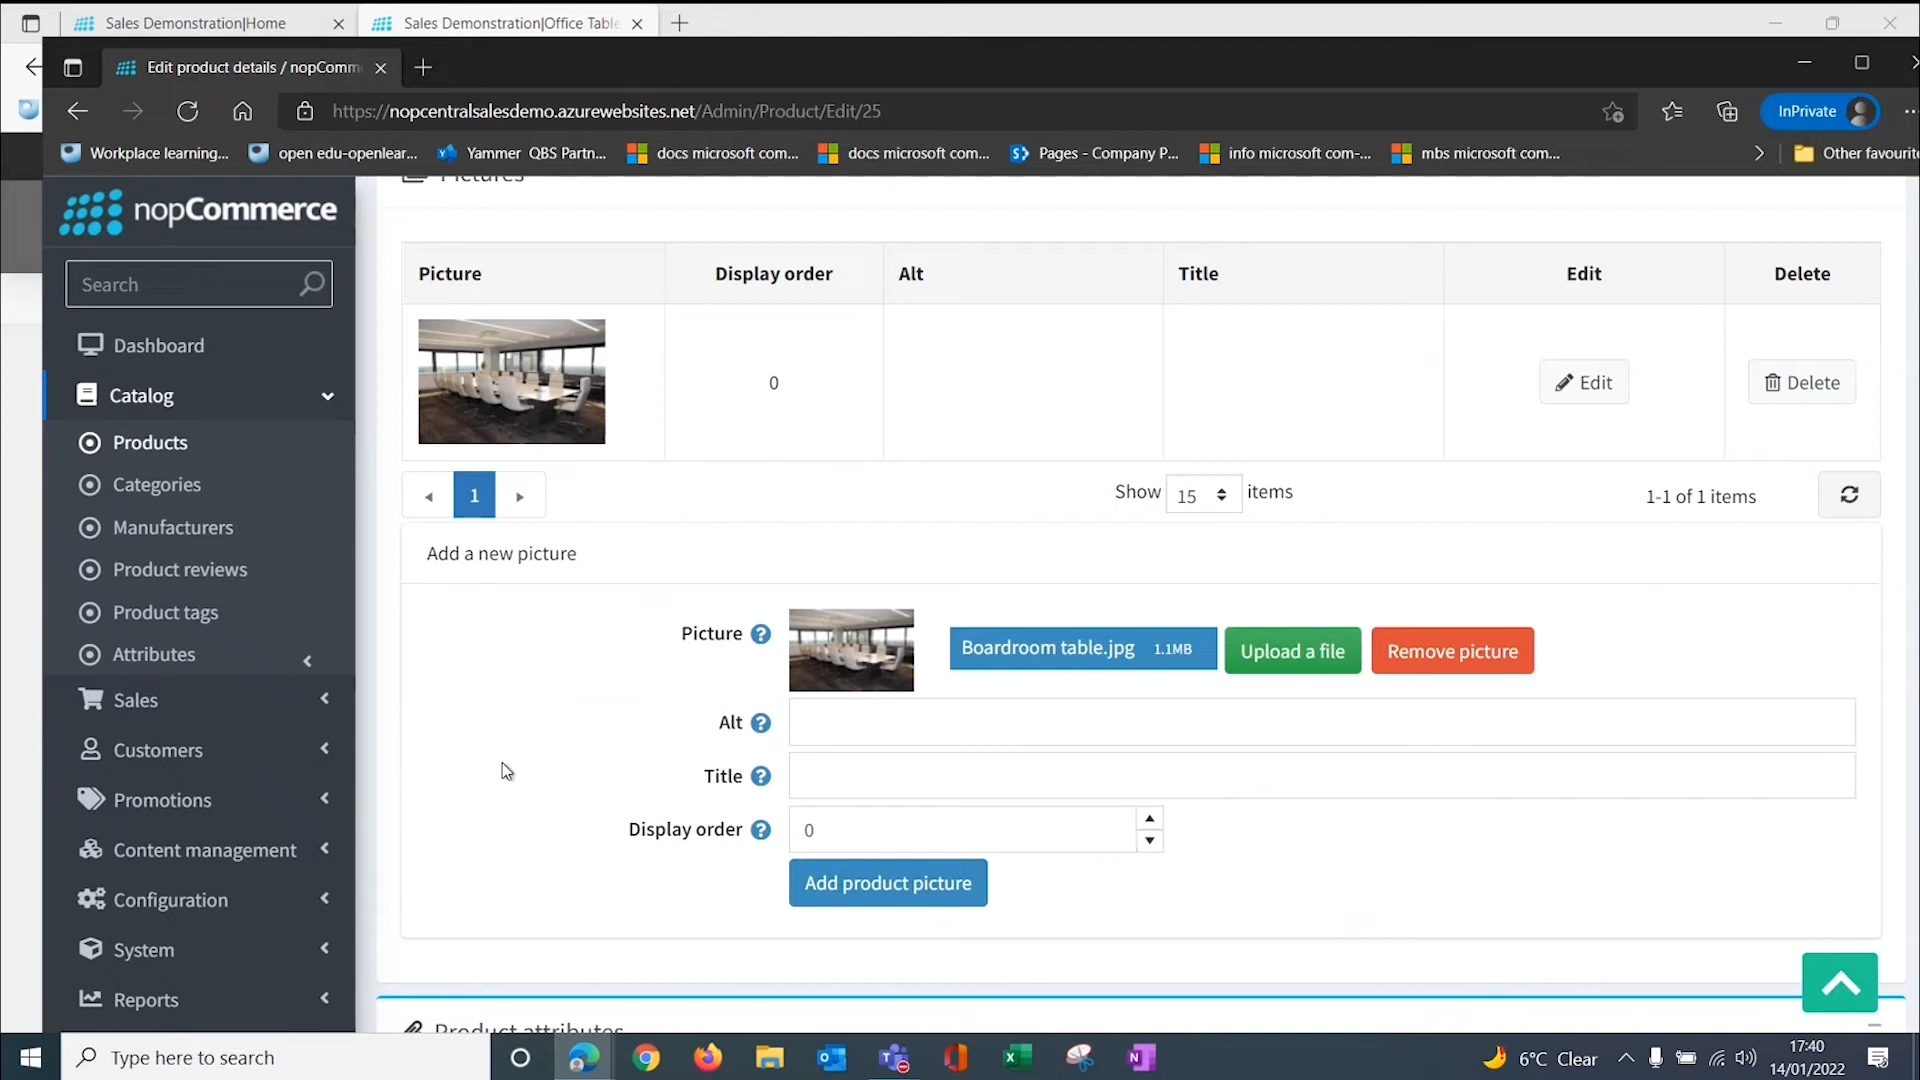 Sales Demonstration|Home
Sales Demonstration|Office Table
Edit product details / nopComm
https://nopcentralsalesdemo.azurewebsites.net/Admin/Product/Edit/25
InPrivate
Workplace learning...
open edu-openlear...
Yammer QBS Partn...
docs microsoft com...
docs microsoft com...
Pages - Company P...
info microsoft com-...
mbs microsoft com...
Other favourite
nopCommerce
Pictures
Search
Picture
Display order
Alt
Title
Edit
Delete
Dashboard
0
Edit
Delete
Catalog
Products
Categories
1
Show 15 items
1-1 of 1 items
Manufacturers
Add a new picture
Product reviews
Product tags
Picture
Boardroom table.jpg 1.1MB
Upload a file
Remove picture
Attributes
Sales
Alt
Customers
Title
Promotions
Display order
0
Content management
Add product picture
Configuration
System
Reports
Product attributes
Type here to search
6°C Clear
17:40
14/01/2022